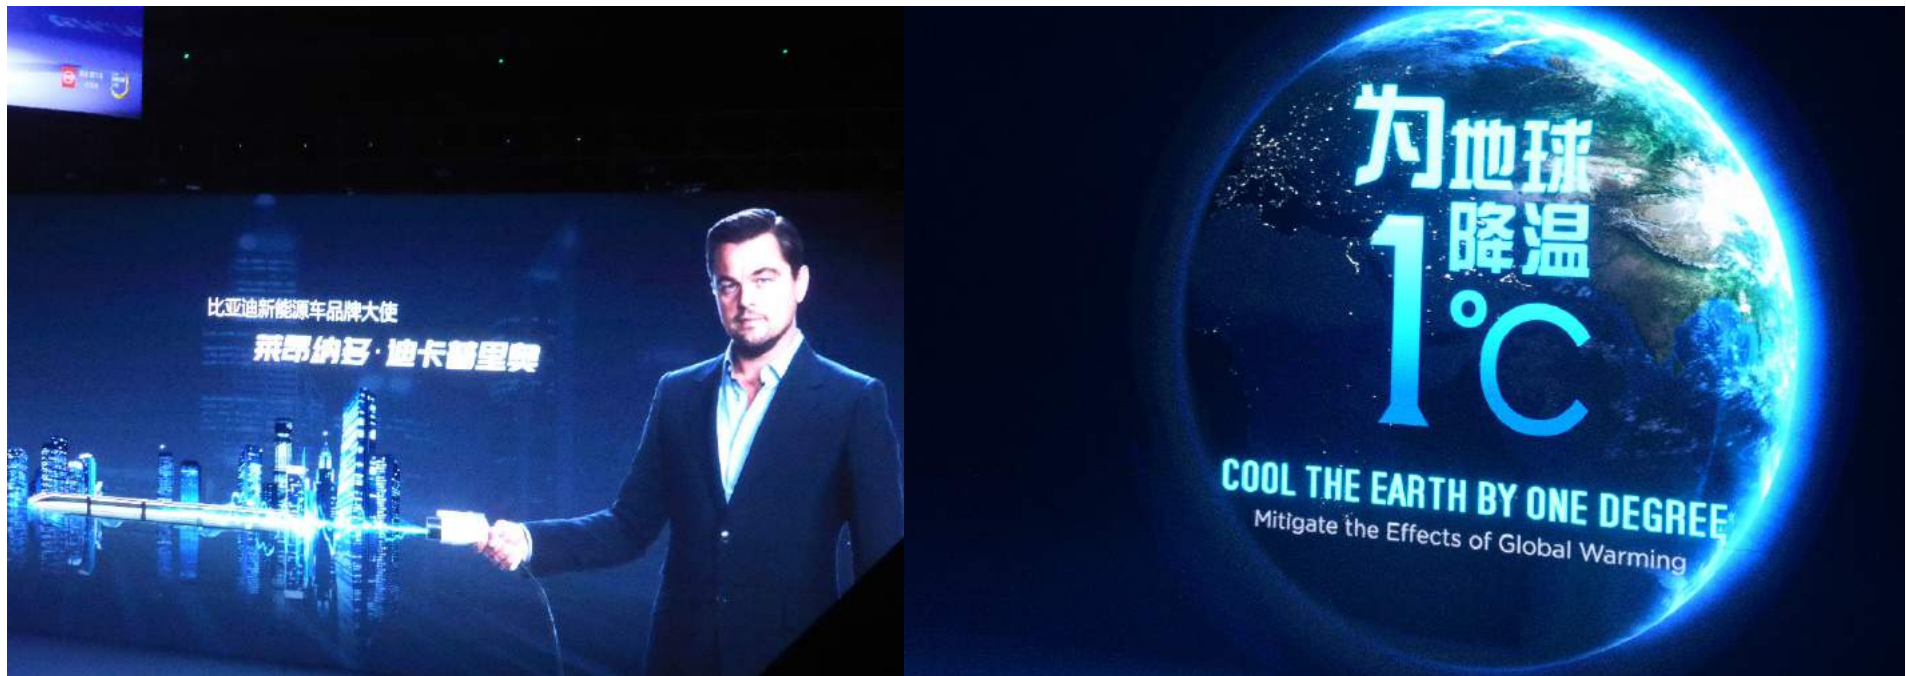 比亚迪新能源车品牌大使
莱昂纳多·迪卡普里奥
为地球
降温
1℃
COOL THE EARTH BY ONE DEGREE
Mitigate the Effects of Global Warming